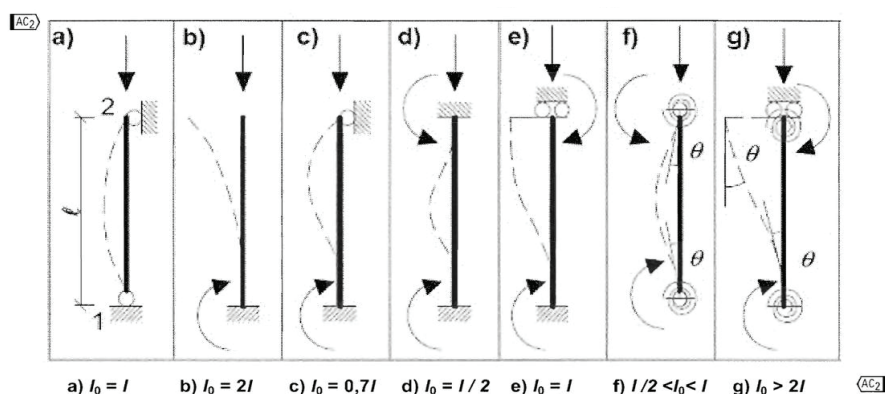 AC₂
a) b) c) d) e) f) g)
2
θ θ
ℓ
θ θ
1
a) l₀ = l b) l₀ = 2l c) l₀ = 0,7l d) l₀ = l / 2 e) l₀ = l f) l/2 <l₀< l g) l₀ > 2l AC₂